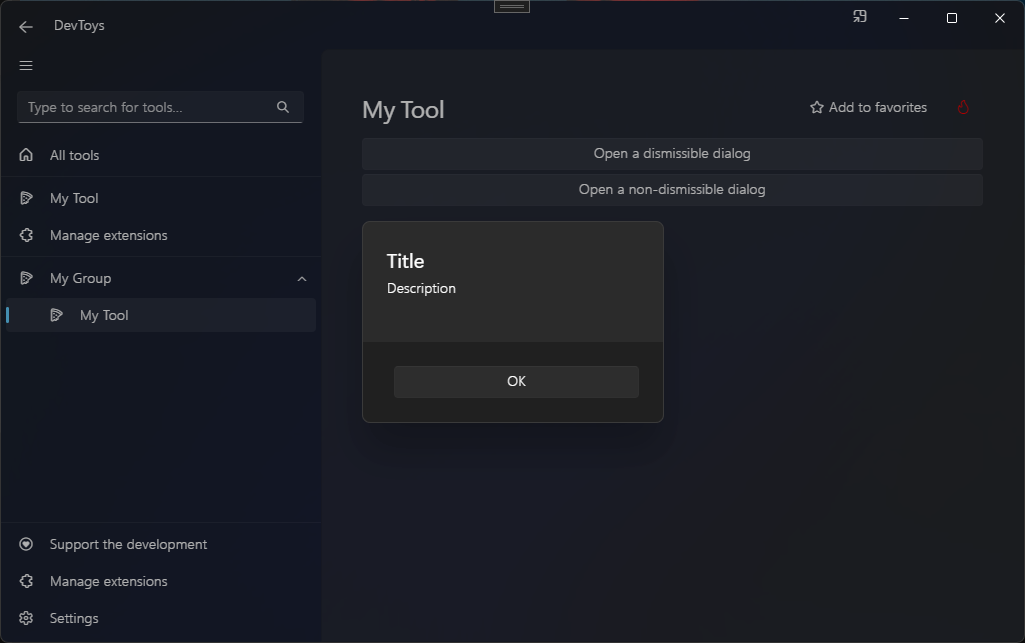 DevToys
Type to search for tools...
All tools
My Tool
Manage extensions
My Group
My Tool
Support the development
Manage extensions
Settings
My Tool
Add to favorites
Open a dismissible dialog
Open a non-dismissible dialog
Title
Description
OK